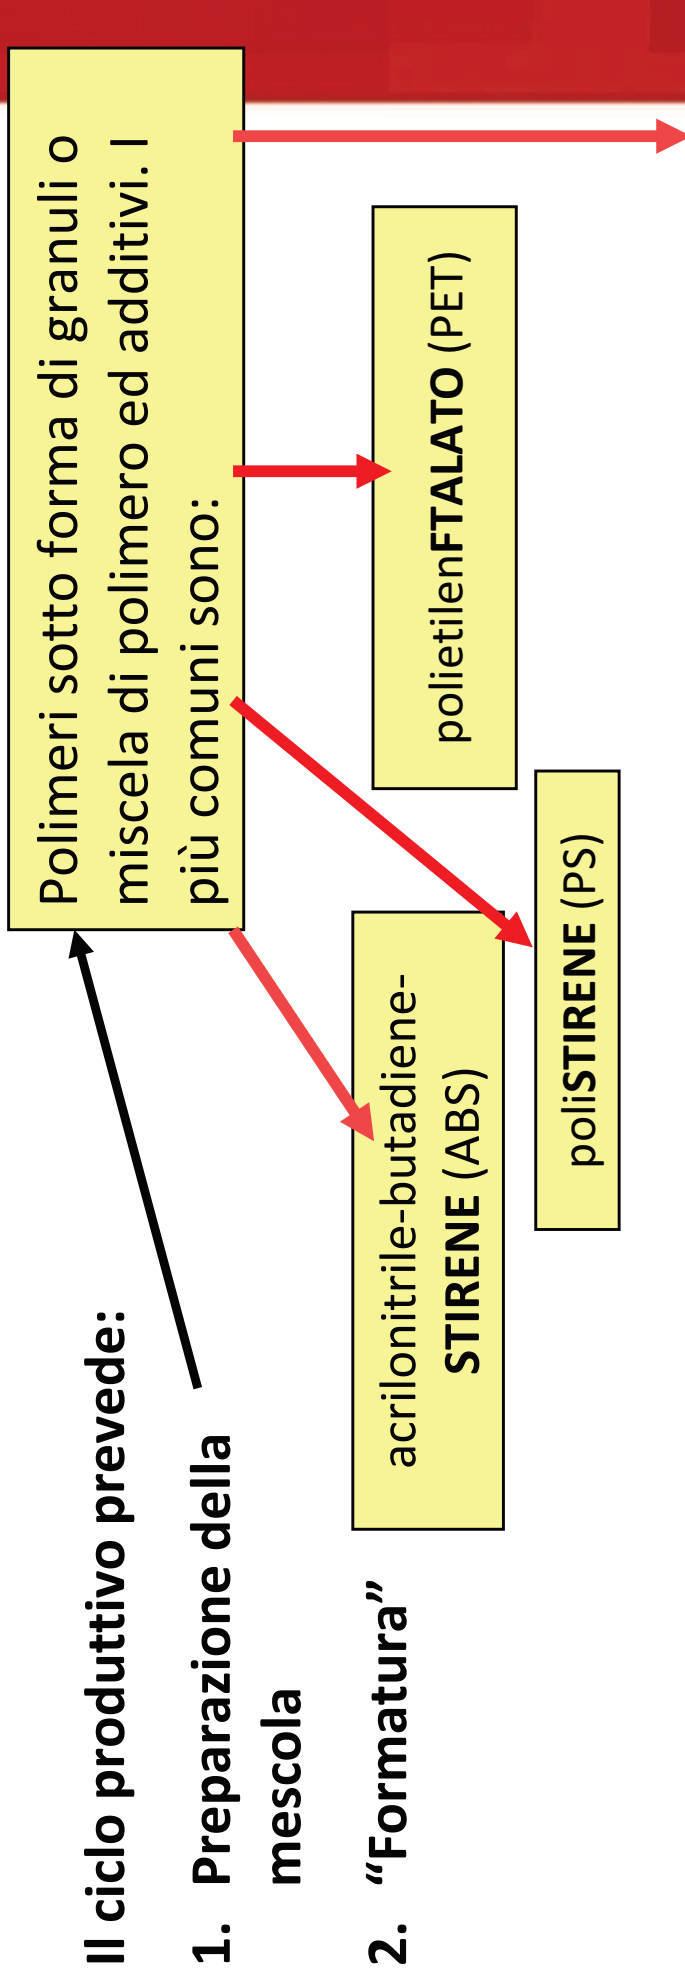 Il ciclo produttivo prevede:
1. Preparazione della
mescola
2. “Formatura”
Polimeri sotto forma di granuli o
miscela di polimero ed additivi. I
più comuni sono:
acrilonitrile-butadiene-
STIRENE (ABS)
poliSTIRENE (PS)
polietilenFTALATO (PET)